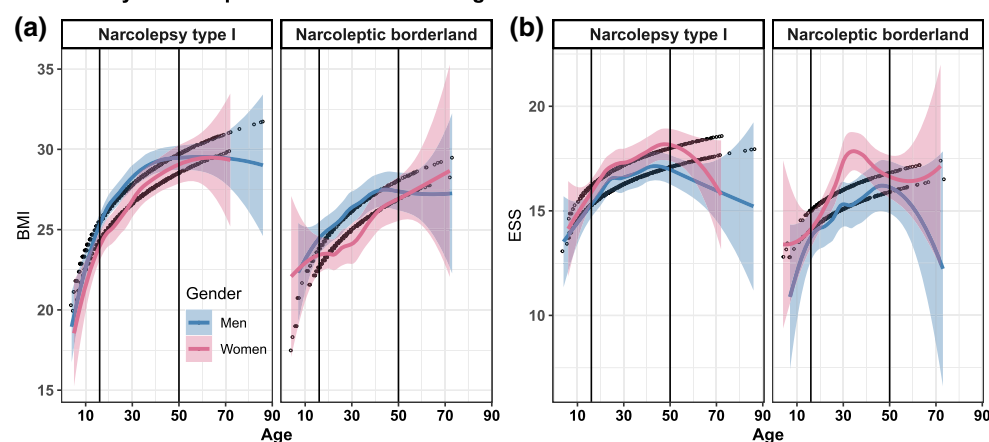 (a) Narcolepsy type I Narcoleptic borderland (b) Narcolepsy type I Narcoleptic borderland
35
30
25
20
15
BMI
Gender
Men
Women
10 30 50 70 90 10 30 50 70 90
Age
20
15
10
ESS
10 30 50 70 90 10 30 50 70 90
Age